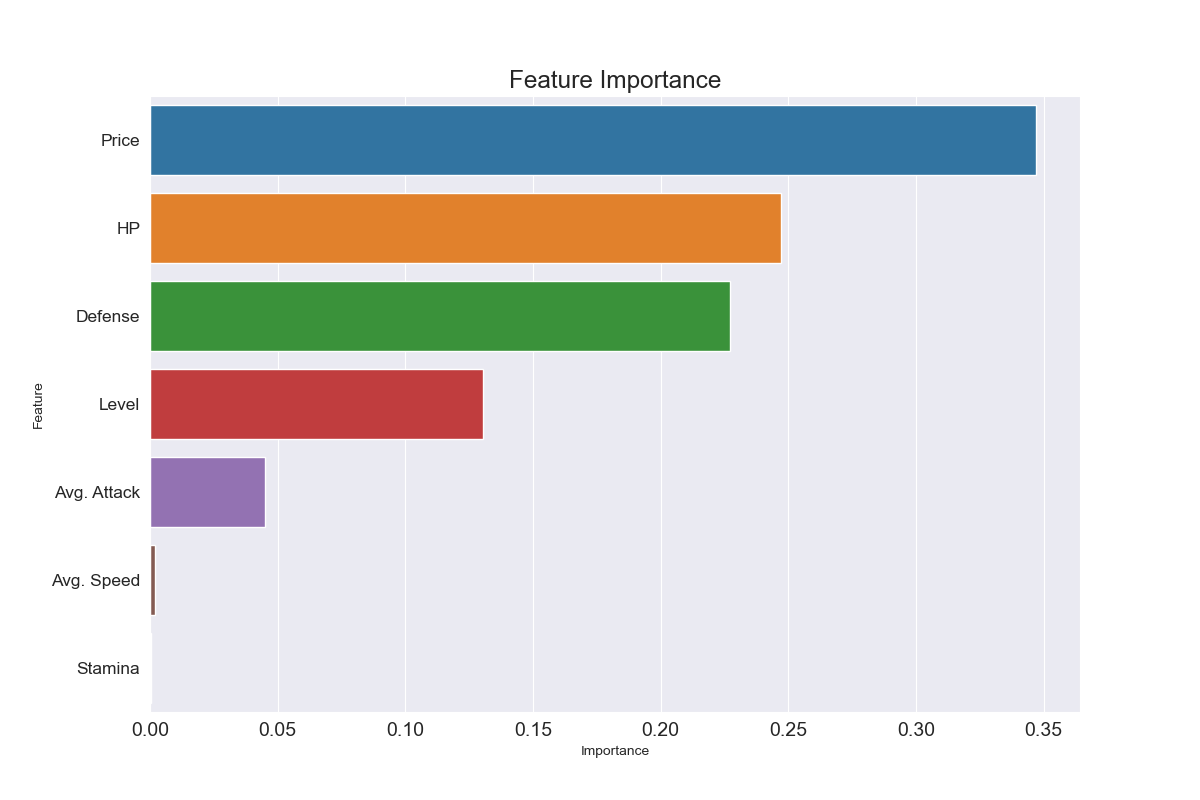 Feature Importance
Price
HP
Defense
Level
Avg. Attack
Avg. Speed
Stamina
Feature
0.00 0.05 0.10 0.15 0.20 0.25 0.30 0.35
Importance